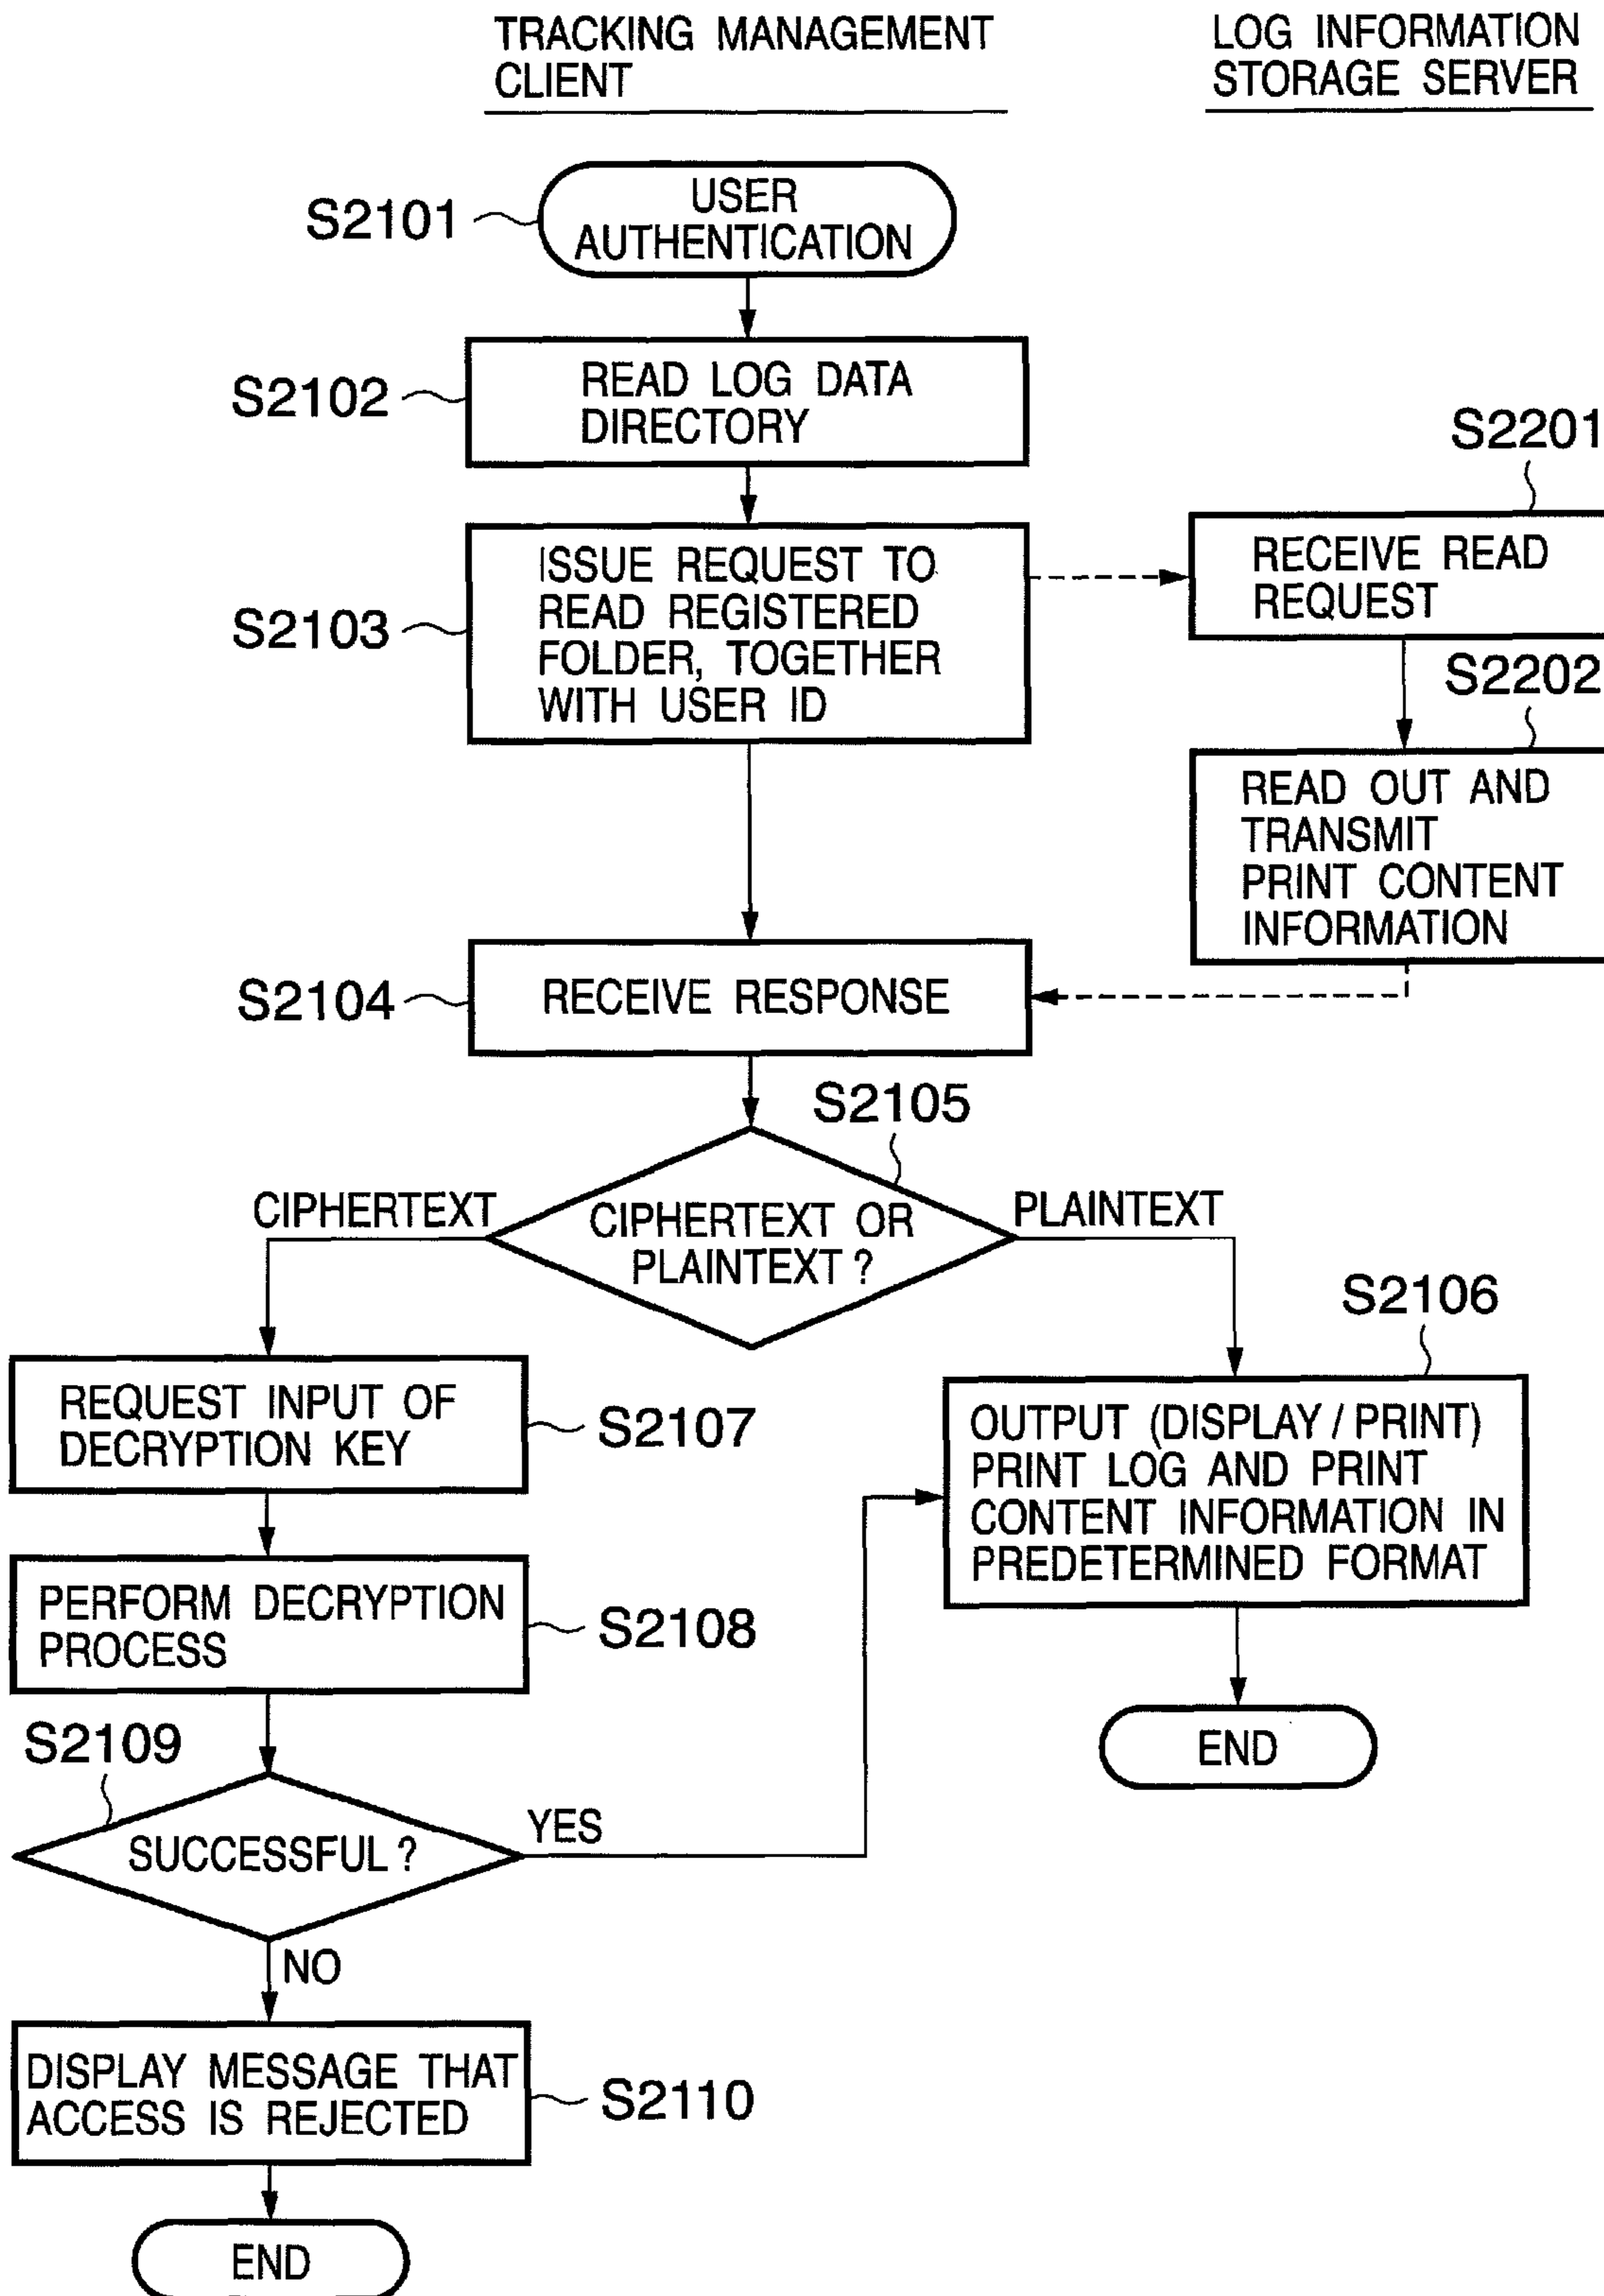 TRACKING MANAGEMENT
CLIENT
LOG INFORMATION
STORAGE SERVER
S2101
USER
AUTHENTICATION
S2102
READ LOG DATA
DIRECTORY
S2103
ISSUE REQUEST TO
READ REGISTERED
FOLDER, TOGETHER
WITH USER ID
S2201
RECEIVE READ
REQUEST
S2202
READ OUT AND
TRANSMIT
PRINT CONTENT
INFORMATION
S2104
RECEIVE RESPONSE
S2105
CIPHERTEXT
CIPHERTEXT OR
PLAINTEXT ?
PLAINTEXT
S2106
OUTPUT (DISPLAY / PRINT)
PRINT LOG AND PRINT
CONTENT INFORMATION IN
PREDETERMINED FORMAT
END
REQUEST INPUT OF
DECRYPTION KEY
S2107
PERFORM DECRYPTION
PROCESS
S2108
S2109
SUCCESSFUL ?
YES
NO
DISPLAY MESSAGE THAT
ACCESS IS REJECTED
S2110
END